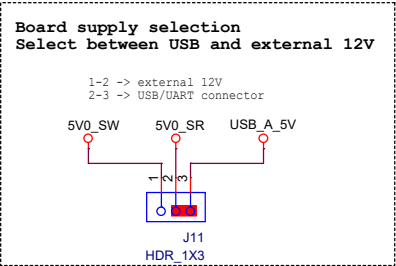 Board supply selection
Select between USB and external 12V
1-2 -> external 12V
2-3 -> USB/UART connector
5V0_SW 5V0_SR USB_A_5V
1 2 3
J11
HDR_1X3